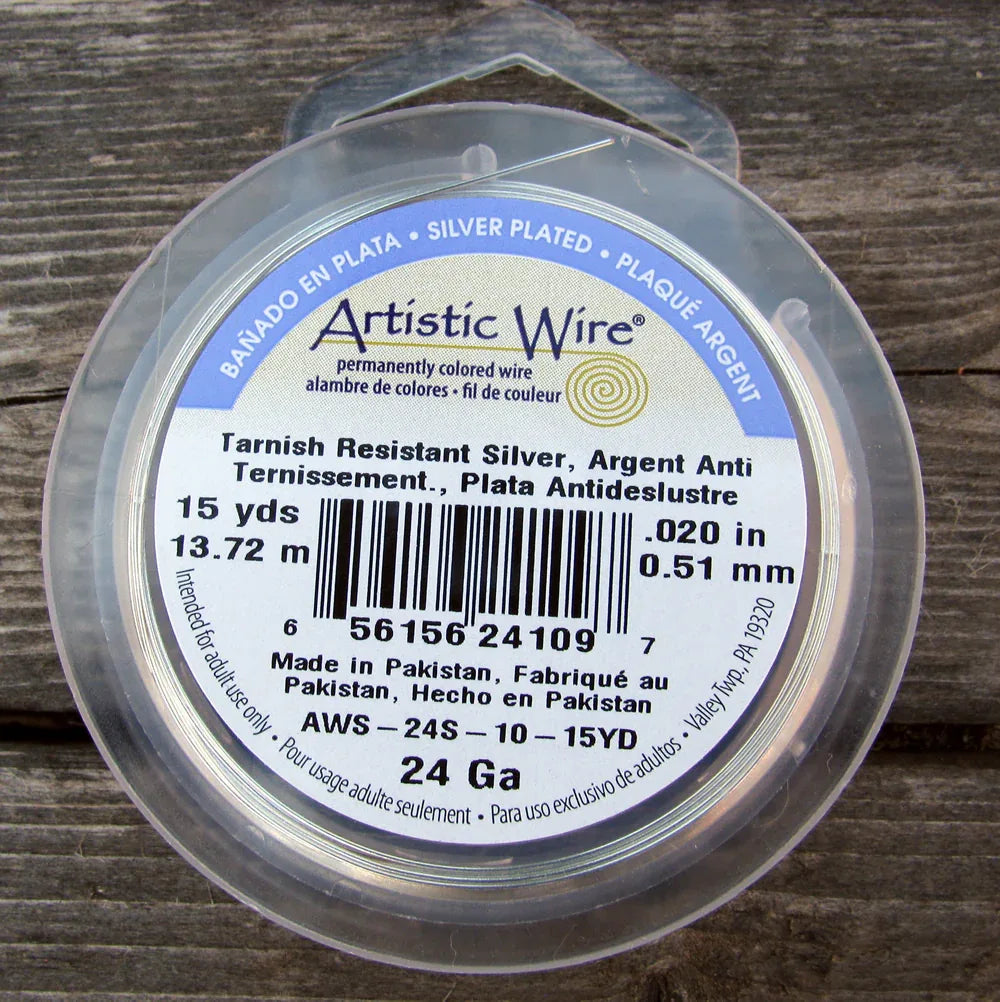 BAÑADO EN PLATA • SILVER PLATED • PLAQUÉ ARGENT
Artistic Wire®
permanently colored wire
alambre de colores • fil de couleur
Tarnish Resistant Silver, Argent Anti
Ternissement., Plata Antideslustre
15 yds
13.72 m
.020 in
0.51 mm
6 56156 24109 7
Made in Pakistan, Fabriqué au
Pakistan, Hecho en Pakistan
AWS – 24S – 10 – 15YD
24 Ga
Intended for adult use only • Pour usage adulte seulement • Para uso exclusivo de adultos • Valley Twp, PA 19320